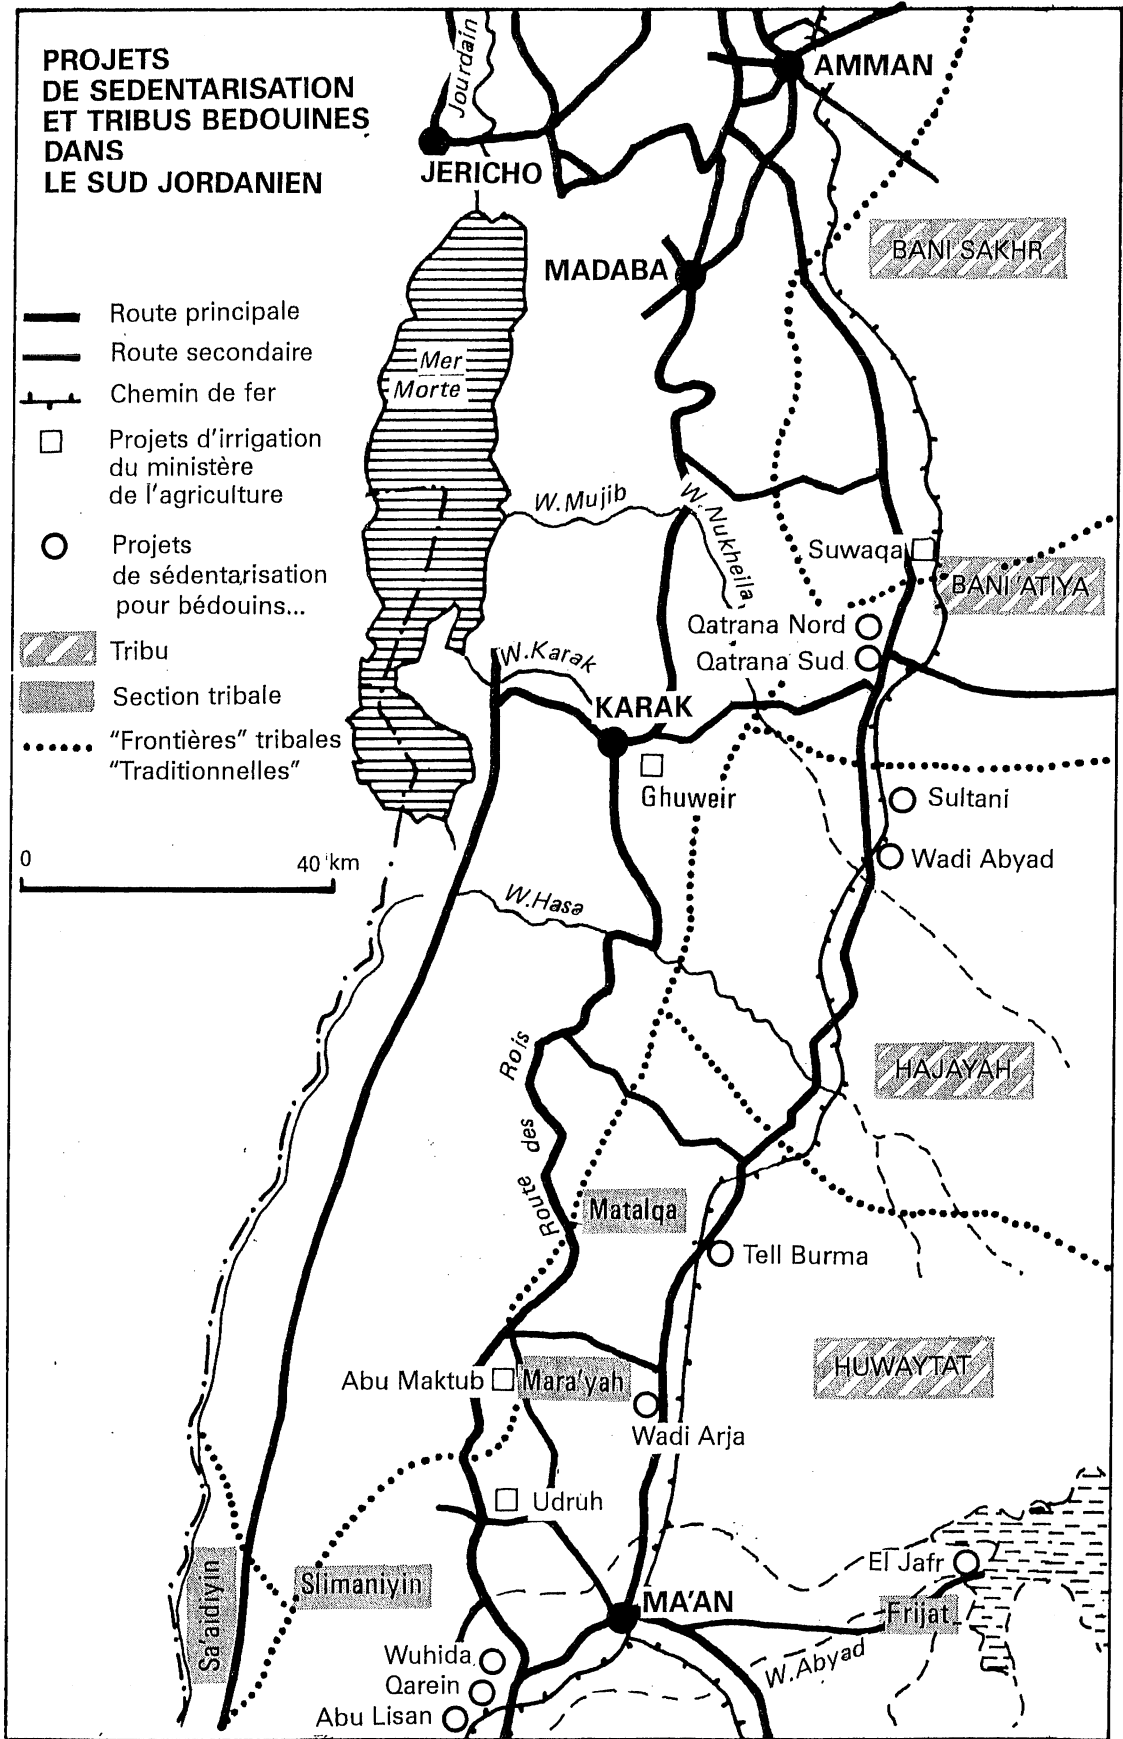 PROJETS
DE SEDENTARISATION
ET TRIBUS BEDOUINES
DANS
LE SUD JORDANIEN
Jourdain
AMMAN
JERICHO
BANI SAKHR
MADABA
Route principale
Route secondaire
Chemin de fer
Projets d'irrigation
du ministère
de l'agriculture
Projets
de sédentarisation
pour bédouins...
Tribu
Section tribale
"Frontières" tribales
"Traditionnelles"
0 40 km
Mer
Morte
W.Mujib
W.Nukheila
Suwaqa
BANI 'ATIYA
Qatrana Nord
Qatrana Sud
W.Karak
KARAK
Ghuweir
Sultani
Wadi Abyad
W.Hasa
Route des Rois
HAJAYAH
Matalqa
Tell Burma
HUWAYTAT
Abu Maktub
Mara'yah
Wadi Arja
Udruh
El Jafr
Slimaniyin
Sa'aidiyin
MA'AN
Frijat
W.Abyad
Wuhida
Qarein
Abu Lisan